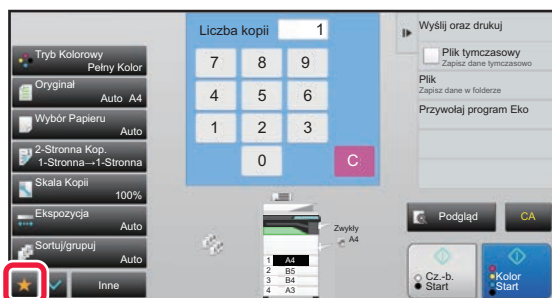 Tryb Kolorowy
Pełny Kolor
Oryginał
Auto A4
Wybór Papieru
Auto
2-Stronna Kop.
1-Stronna→1-Stronna
Skala Kopii
100%
Ekspozycja
Auto
Sortuj/grupuj
Auto
Inne
Liczba kopii 1
7 8 9
4 5 6
1 2 3
0 C
Zwykły
A4
1 A4
2 B5
3 B4
4 A3
Wyślij oraz drukuj
Plik tymczasowy
Zapisz dane tymczasowo
Plik
Zapisz dane w folderze
Przywołaj program Eko
Podgląd CA
Cz.-b.
Start
Kolor
Start